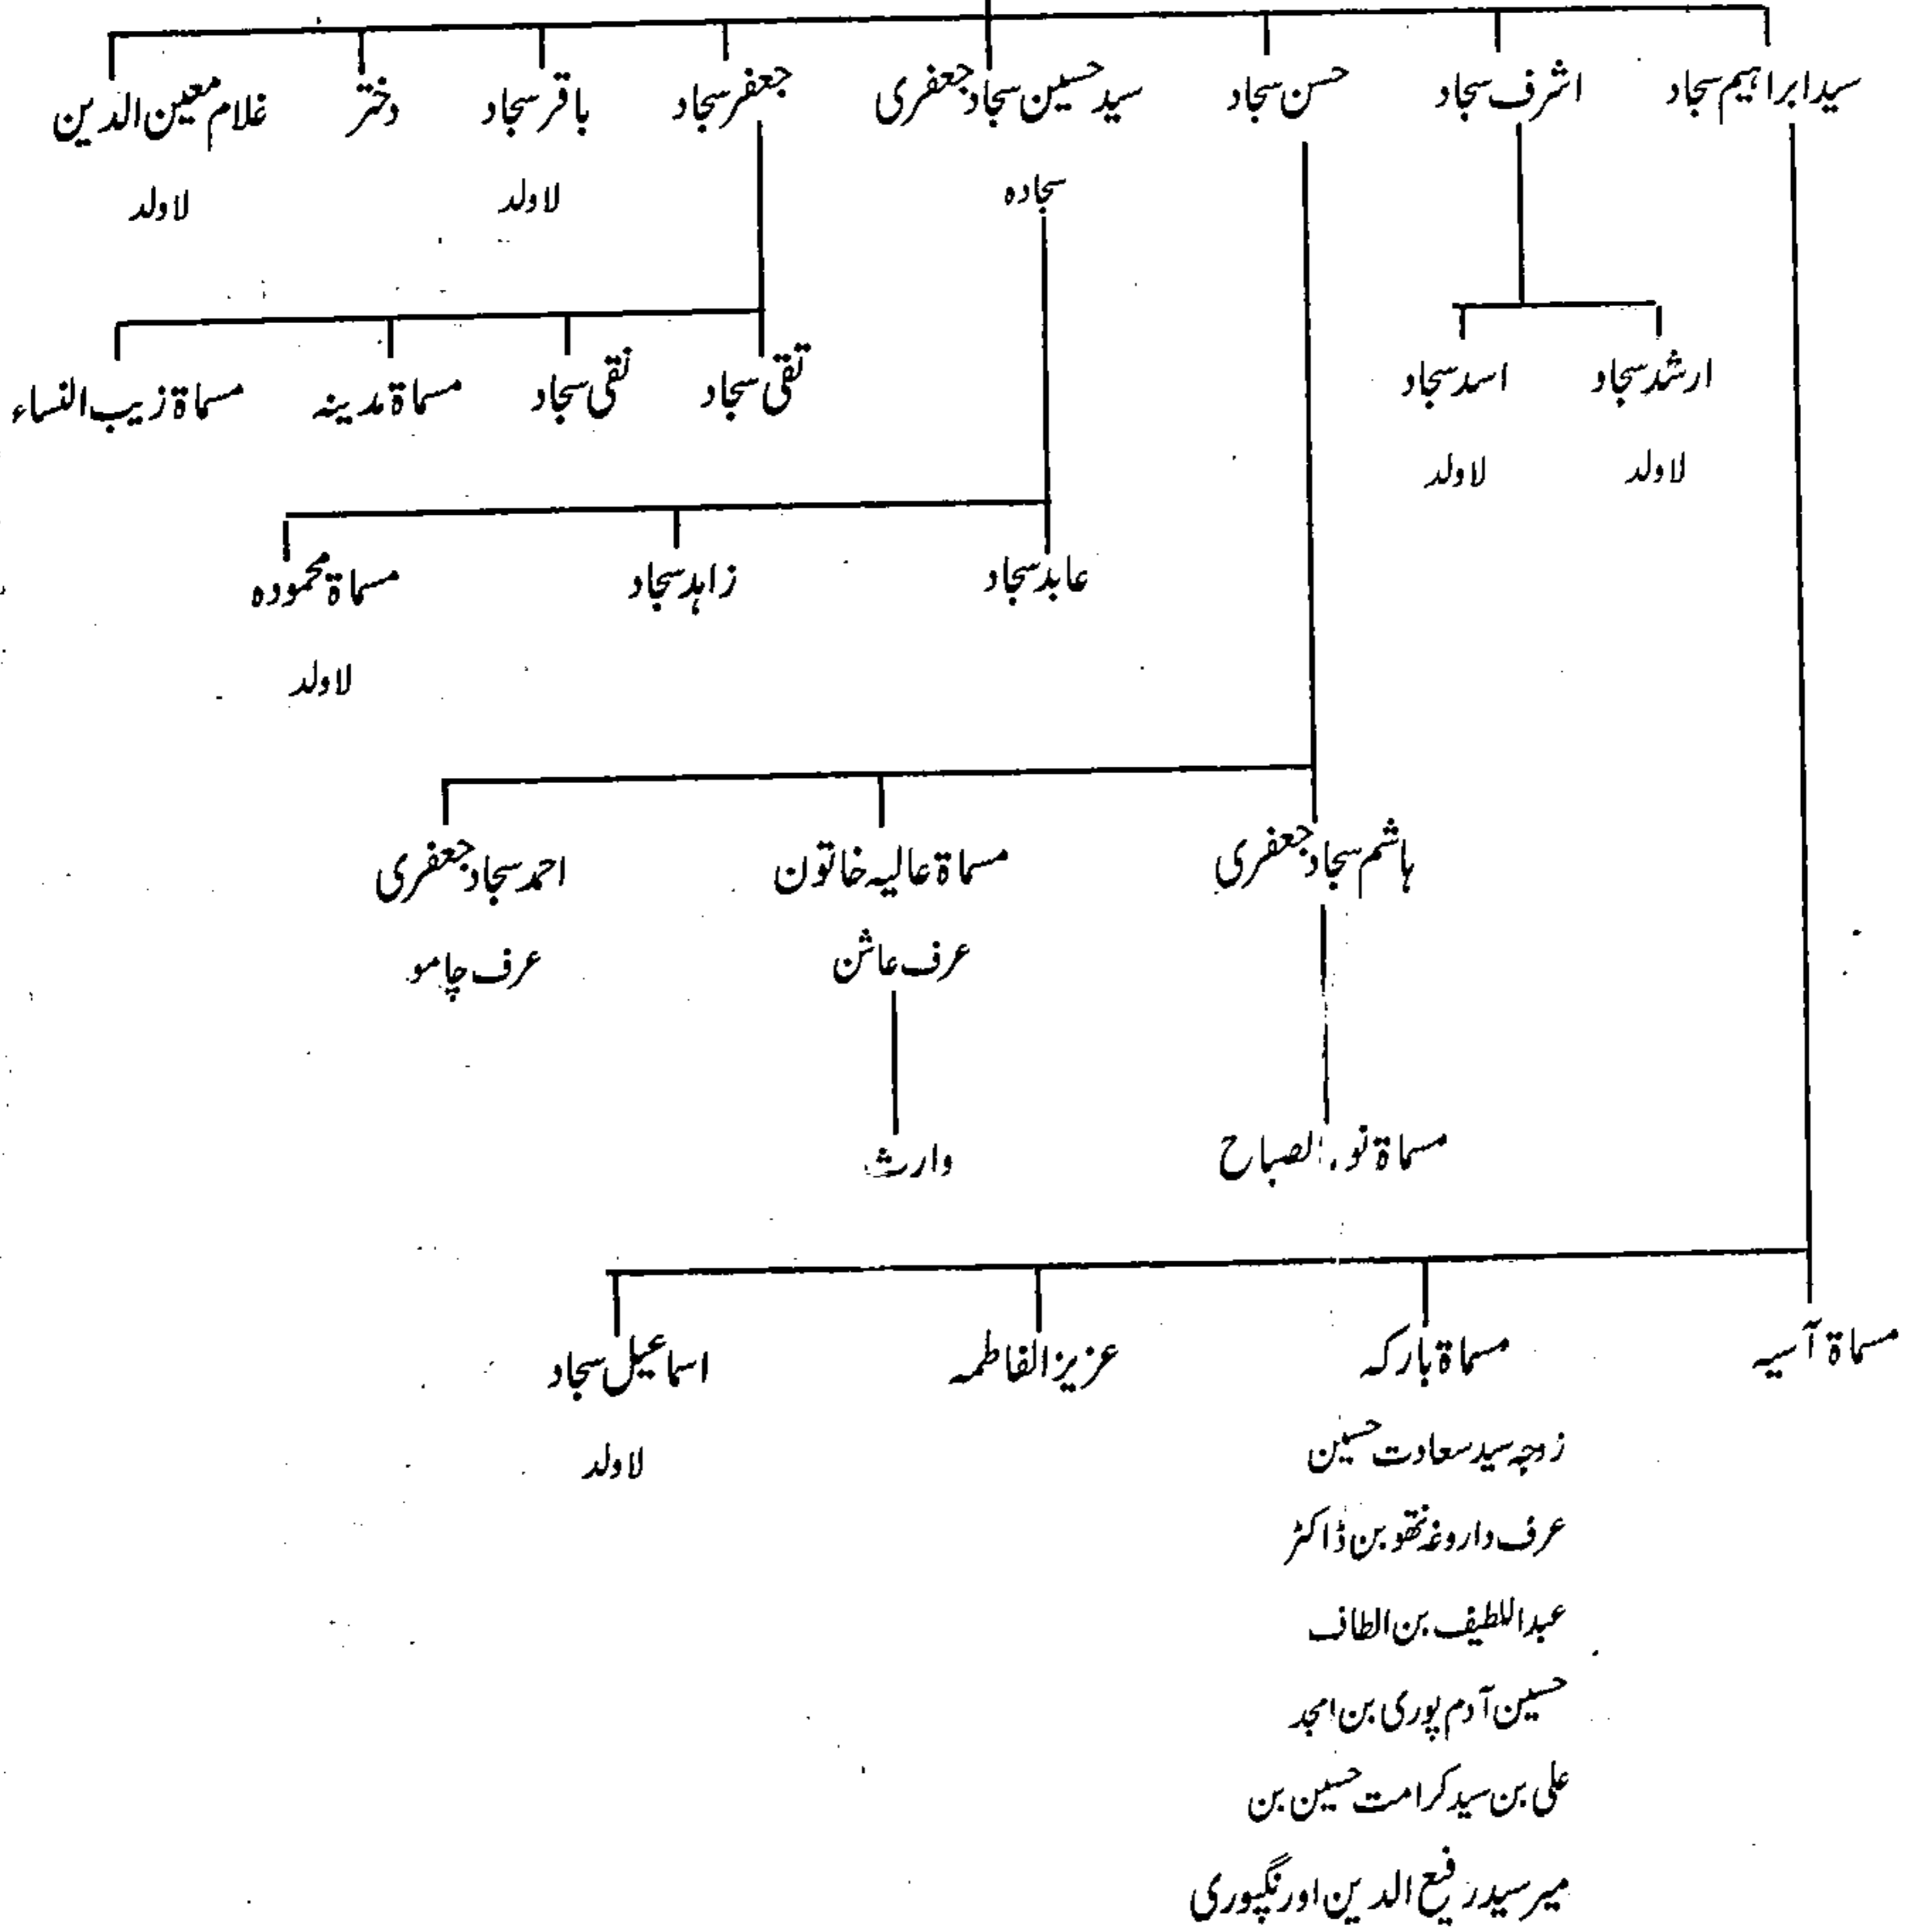 سید ابراہیم سجاد
اشرف سجاد
حسن سجاد
سید حسین سجاد جعفری
جعفر سجاد
باقر سجاد
دختر
غلام معین الدین
سجادہ
لاولد
لاولد
ارشد سجاد
اسد سجاد
تقی سجاد
نقی سجاد
مسماۃ مدینہ
مسماۃ زیب النساء
لاولد
لاولد
عابد سجاد
زاہد سجاد
مسماۃ محمودہ
لاولد
ہاشم سجاد جعفری
مسماۃ عالیہ خاتون
احمد سجاد جعفری
عرف عاشن
عرف چامو
مسماۃ نور الصباح
وارث
مسماۃ آسیہ
مسماۃ بارکہ
عزیز الفاطمہ
اسماعیل سجاد
زوجہ سید سعادت حسین
لاولد
عرف داروغہ نتھو بن ڈاکٹر
عبداللطیف بن الطاف
حسین آدم پوری بن امجد
علی بن سید کرامت حسین بن
میر سید رفیع الدین اورنگپوری